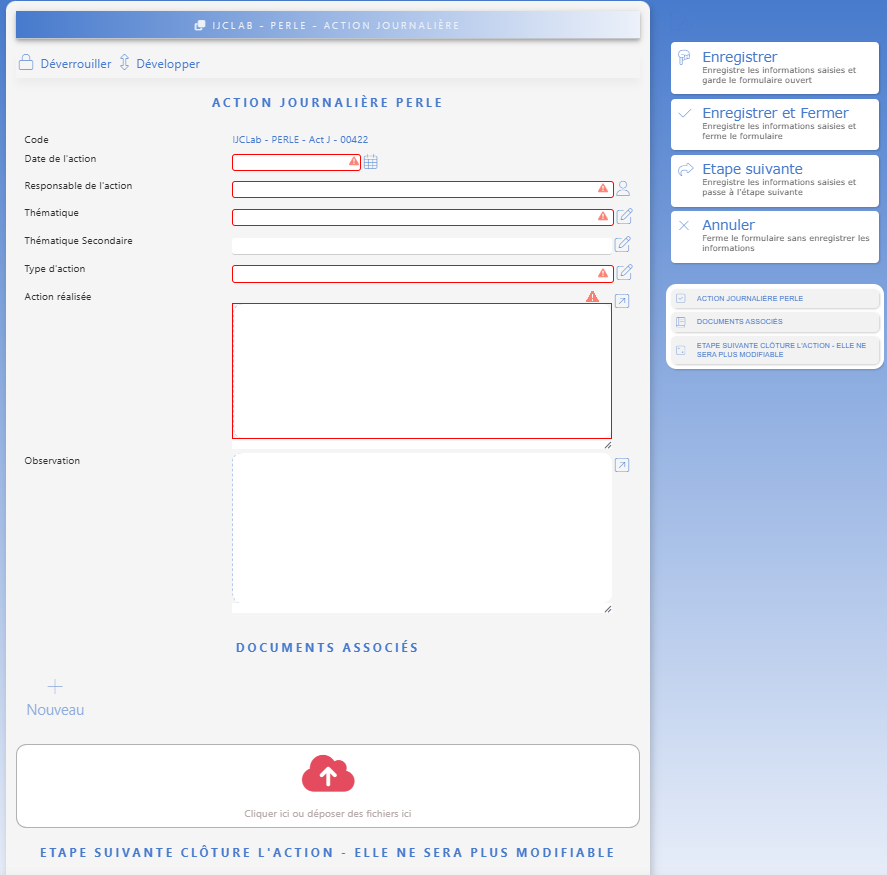 IJCLAB - PERLE - ACTION JOURNALIÈRE
Déverrouiller Développer
ACTION JOURNALIÈRE PERLE
Code IJCLab - PERLE - Act J - 00422
Date de l'action
Responsable de l'action
Thématique
Thématique Secondaire
Type d'action
Action réalisée
Observation
DOCUMENTS ASSOCIÉS
Nouveau
Cliquer ici ou déposer des fichiers ici
ETAPE SUIVANTE CLÔTURE L'ACTION - ELLE NE SERA PLUS MODIFIABLE
Enregistrer
Enregistre les informations saisies et
garde le formulaire ouvert
Enregistrer et Fermer
Enregistre les informations saisies et
ferme le formulaire
Etape suivante
Enregistre les informations saisies et
passe à l'étape suivante
Annuler
Ferme le formulaire sans enregistrer les
informations
ACTION JOURNALIÈRE PERLE
DOCUMENTS ASSOCIÉS
ETAPE SUIVANTE CLÔTURE L'ACTION - ELLE NE
SERA PLUS MODIFIABLE